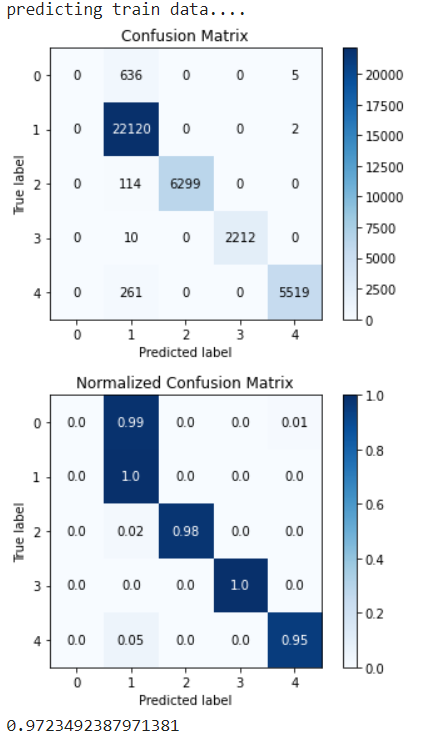 predicting train data....
Confusion Matrix
0 0 636 0 0 5
1 0 22120 0 0 2
2 0 114 6299 0 0
3 0 10 0 2212 0
4 0 261 0 0 5519
0 1 2 3 4
True label
Predicted label
20000
17500
15000
12500
10000
7500
5000
2500
0
Normalized Confusion Matrix
0 0.0 0.99 0.0 0.0 0.01
1 0.0 1.0 0.0 0.0 0.0
2 0.0 0.02 0.98 0.0 0.0
3 0.0 0.0 0.0 1.0 0.0
4 0.0 0.05 0.0 0.0 0.95
0 1 2 3 4
True label
Predicted label
1.0
0.8
0.6
0.4
0.2
0.0
0.9723492387971381